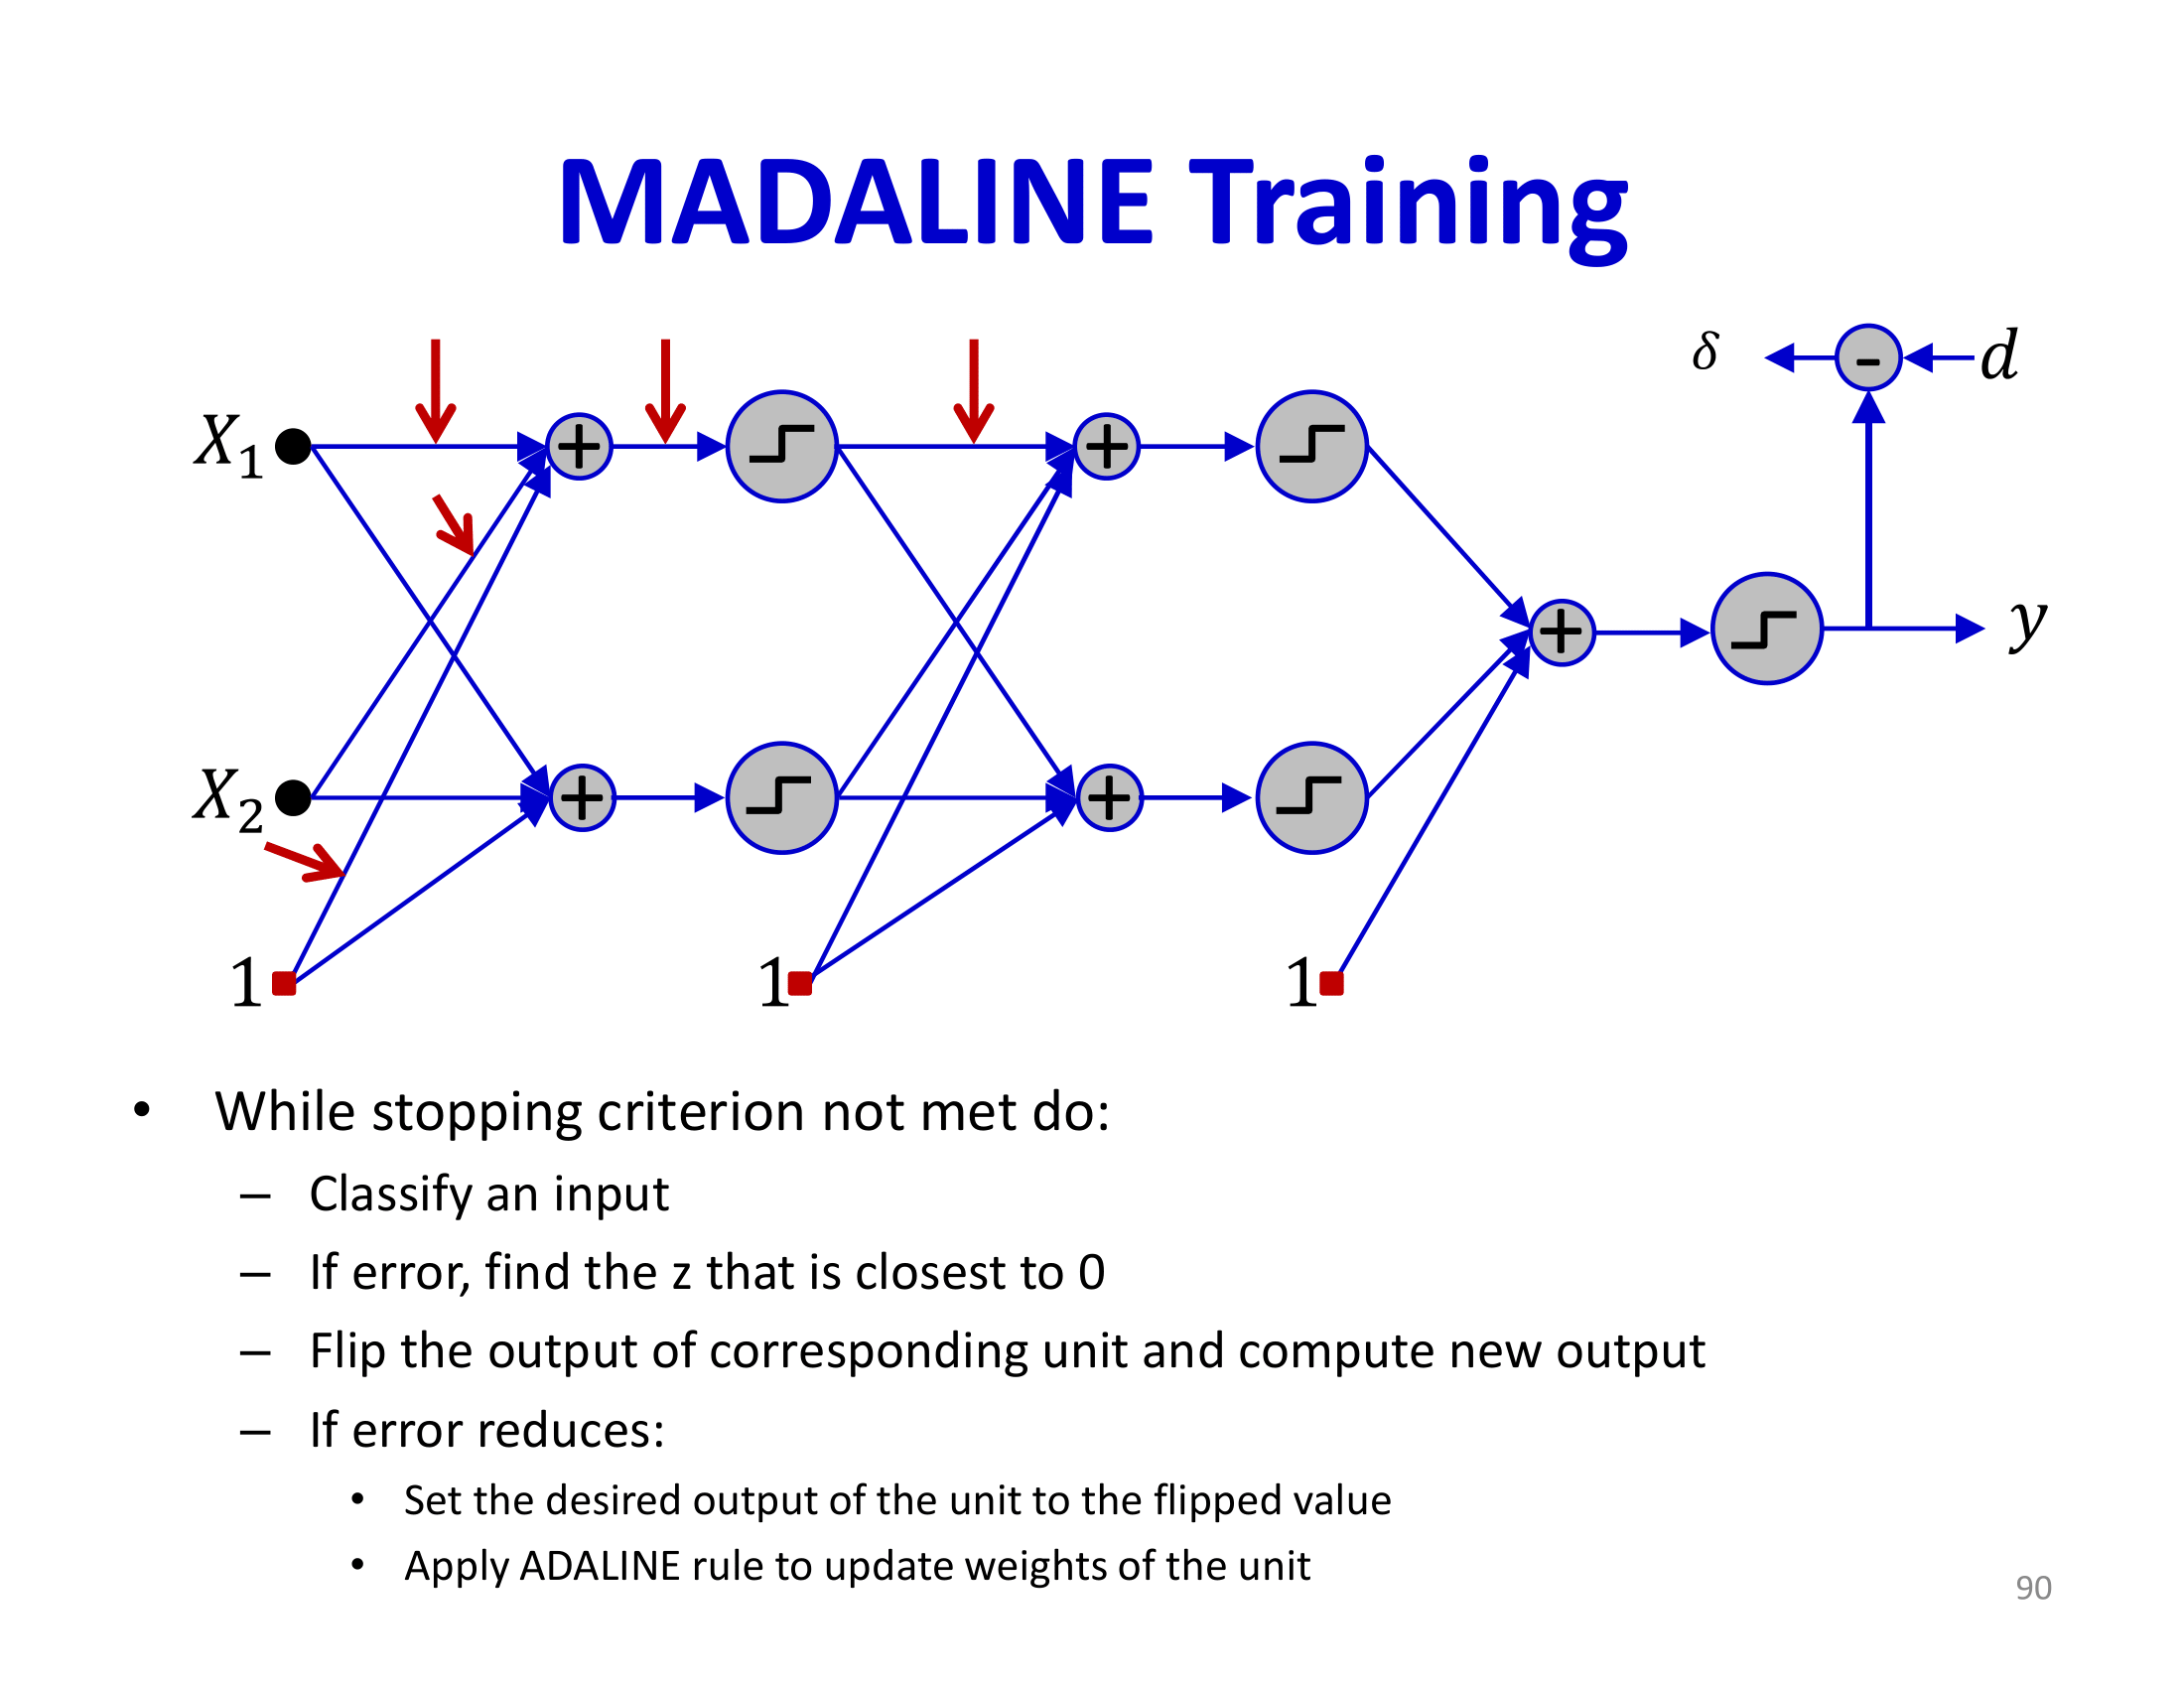 MADALINE Training
δ - d
X1 + +
+ y
X2 + +
1 1 1
• While stopping criterion not met do:
– Classify an input
– If error, find the z that is closest to 0
– Flip the output of corresponding unit and compute new output
– If error reduces:
• Set the desired output of the unit to the flipped value
• Apply ADALINE rule to update weights of the unit
90